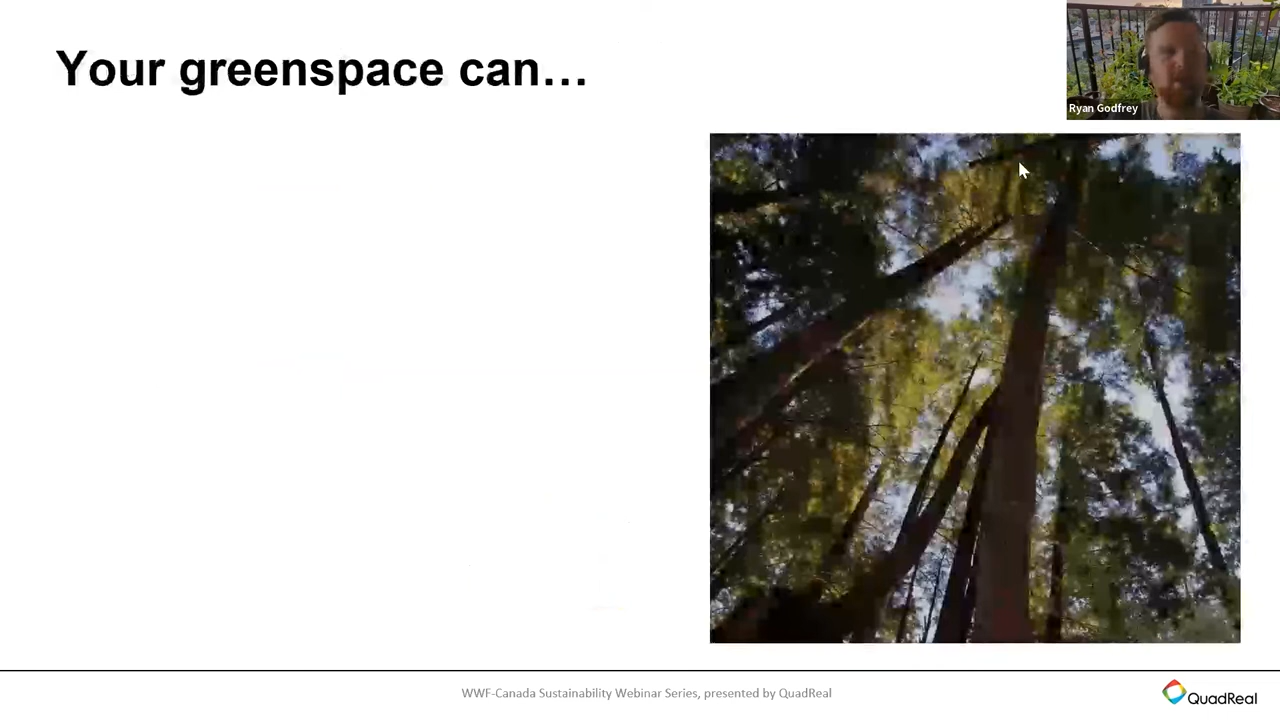 Your greenspace can...
Ryan Godfrey
WWF-Canada Sustainability Webinar Series, presented by QuadReal
QuadReal